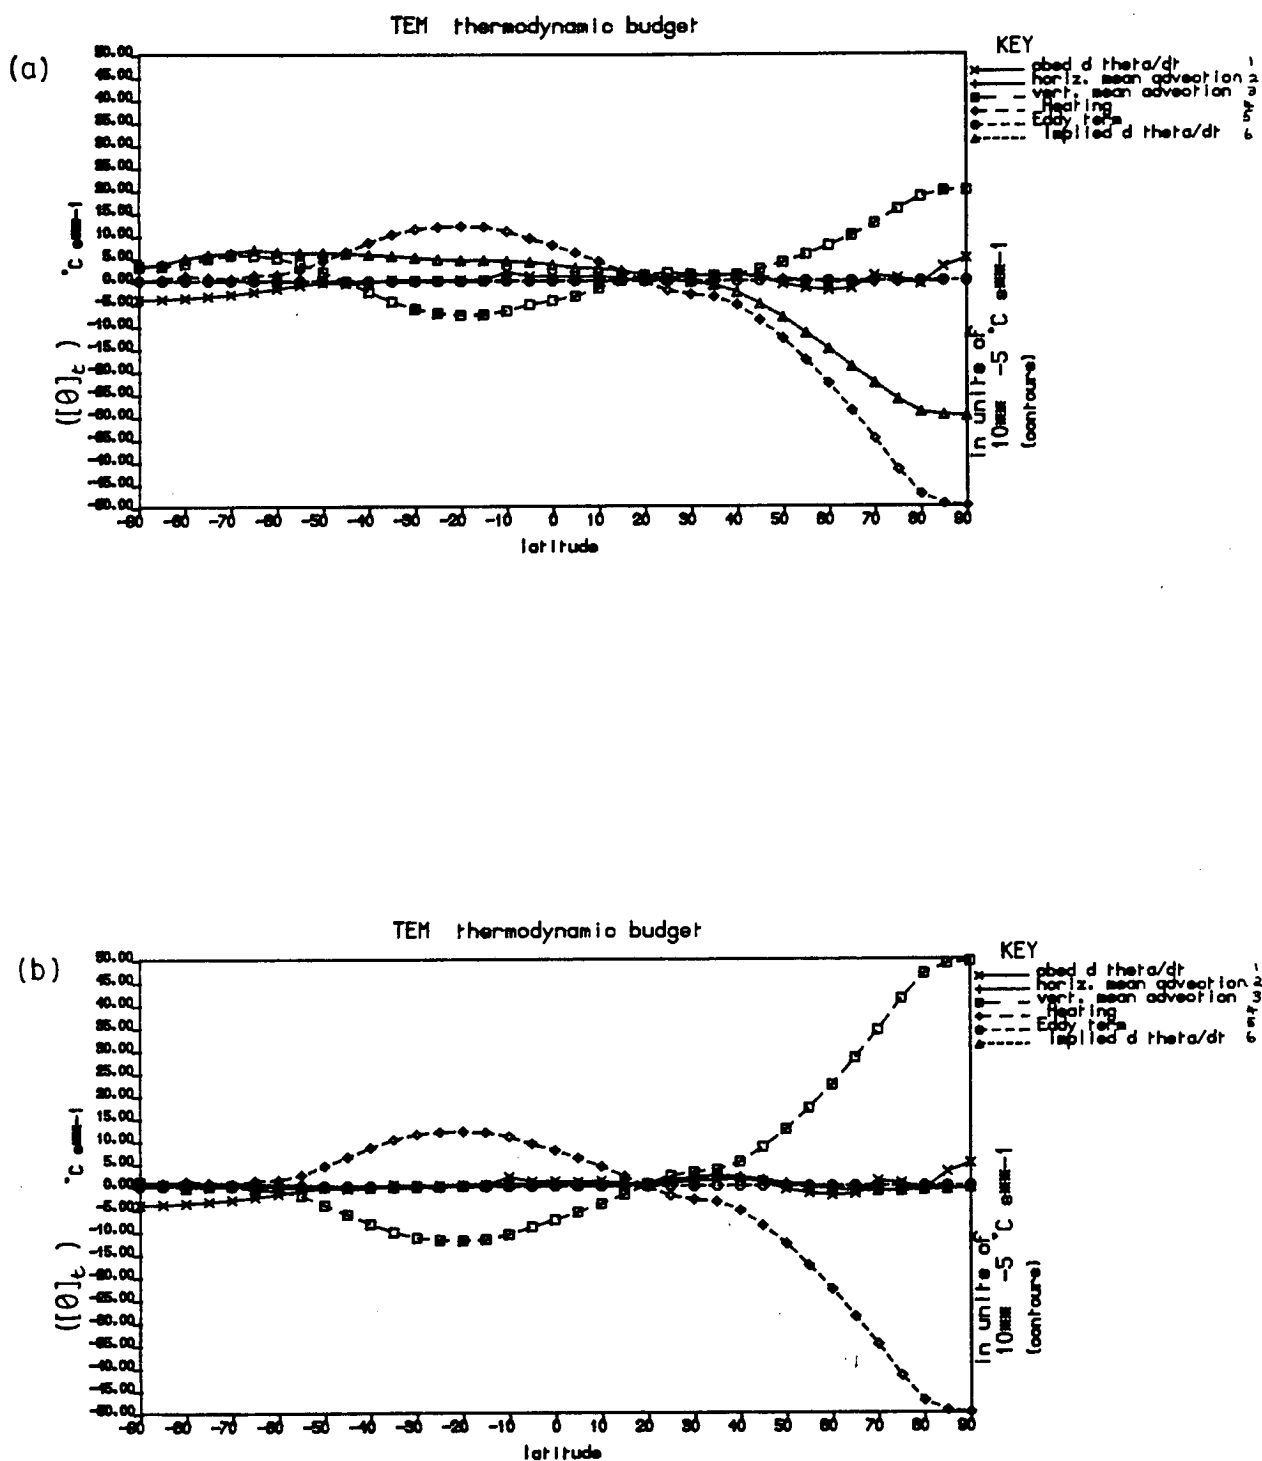 TEM thermodynamic budget
(a)
KEY
obsd d theta/dt 1
horiz. mean advection 2
vert. mean advection 3
Heating 4
Eddy term 5
Implied d theta/dt 6
50.00
45.00
40.00
35.00
30.00
25.00
20.00
15.00
10.00
5.00
0.00
-5.00
-10.00
-15.00
-20.00
-25.00
-30.00
-35.00
-40.00
-45.00
-50.00
°C s**-1
([θ]t)
-90 -80 -70 -60 -50 -40 -30 -20 -10 0 10 20 30 40 50 60 70 80 90
latitude
in units of
10** -5 °C s**-1
(contours)
TEM thermodynamic budget
(b)
KEY
obsd d theta/dt 1
horiz. mean advection 2
vert. mean advection 3
Heating 4
Eddy term 5
Implied d theta/dt 6
50.00
45.00
40.00
35.00
30.00
25.00
20.00
15.00
10.00
5.00
0.00
-5.00
-10.00
-15.00
-20.00
-25.00
-30.00
-35.00
-40.00
-45.00
-50.00
°C s**-1
([θ]t)
-90 -80 -70 -60 -50 -40 -30 -20 -10 0 10 20 30 40 50 60 70 80 90
latitude
in units of
10** -5 °C s**-1
(contours)